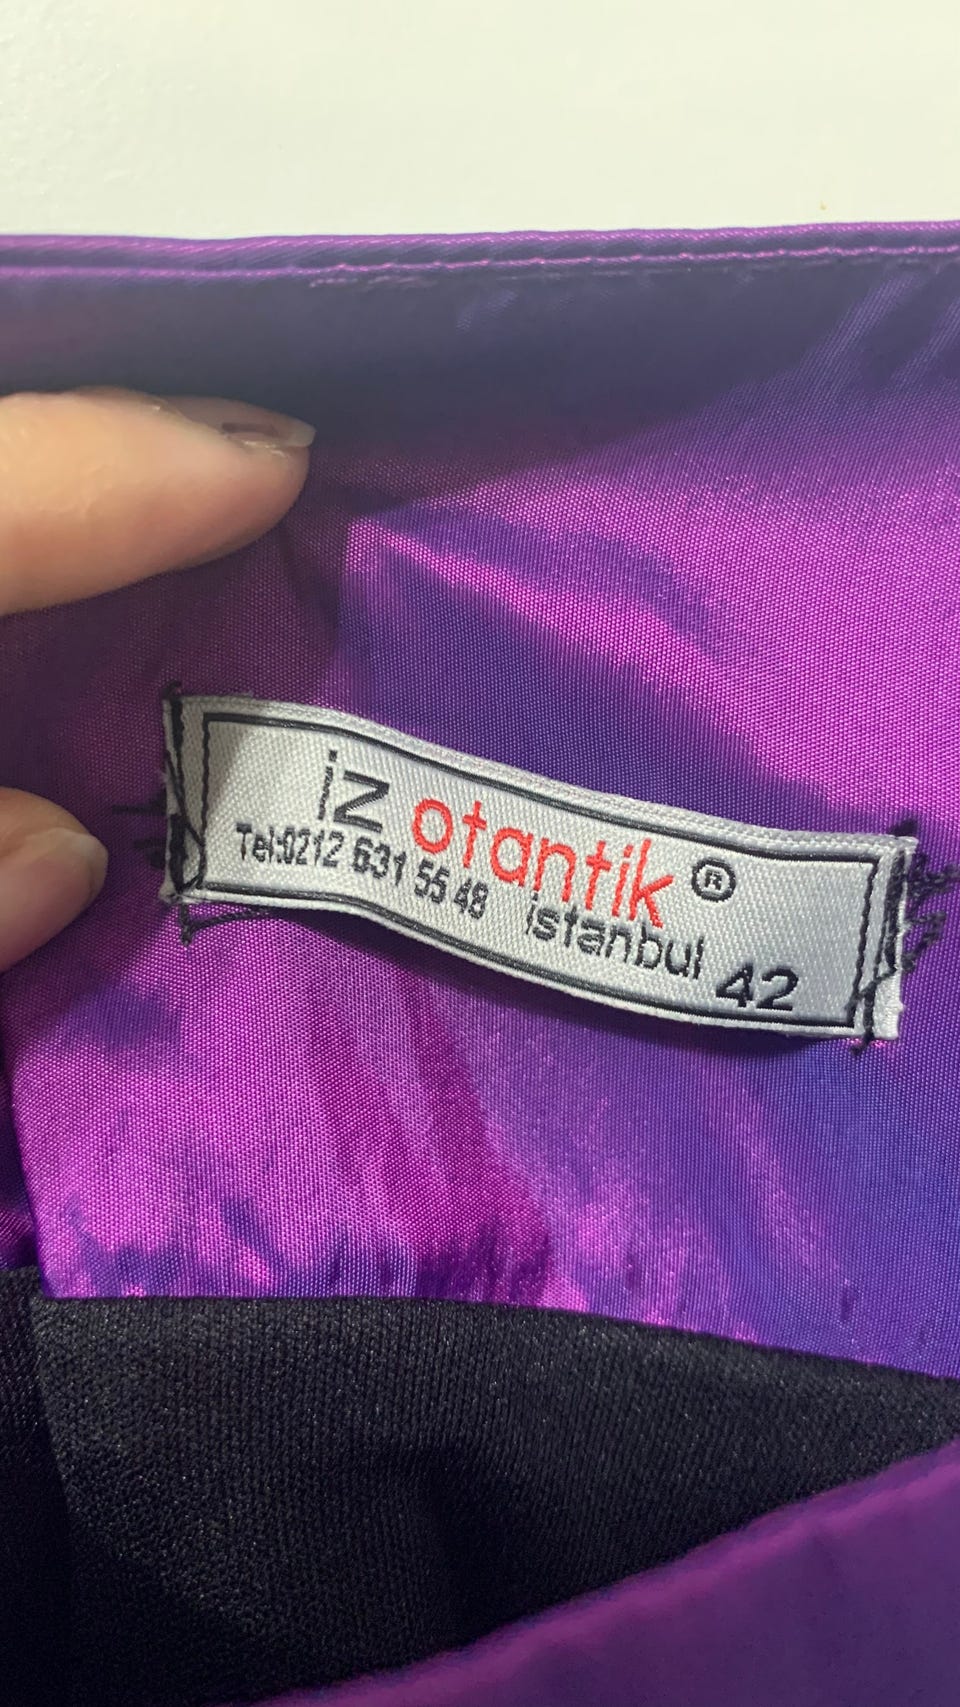 iz otantik ®
Tel:0212 631 55 48 istanbul 42